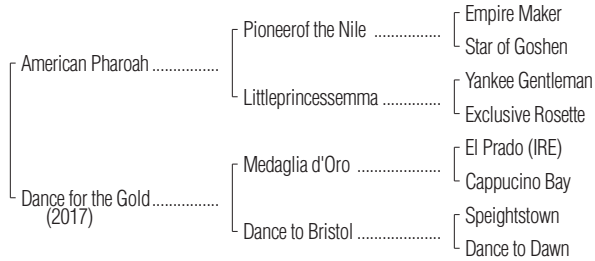 Empire Maker
Pioneerof the Nile ................
Star of Goshen
American Pharoah ................
Yankee Gentleman
Littleprincessemma ..............
Exclusive Rosette
El Prado (IRE)
Medaglia d'Oro ....................
Cappucino Bay
Dance for the Gold ................
(2017)
Speightstown
Dance to Bristol ....................
Dance to Dawn